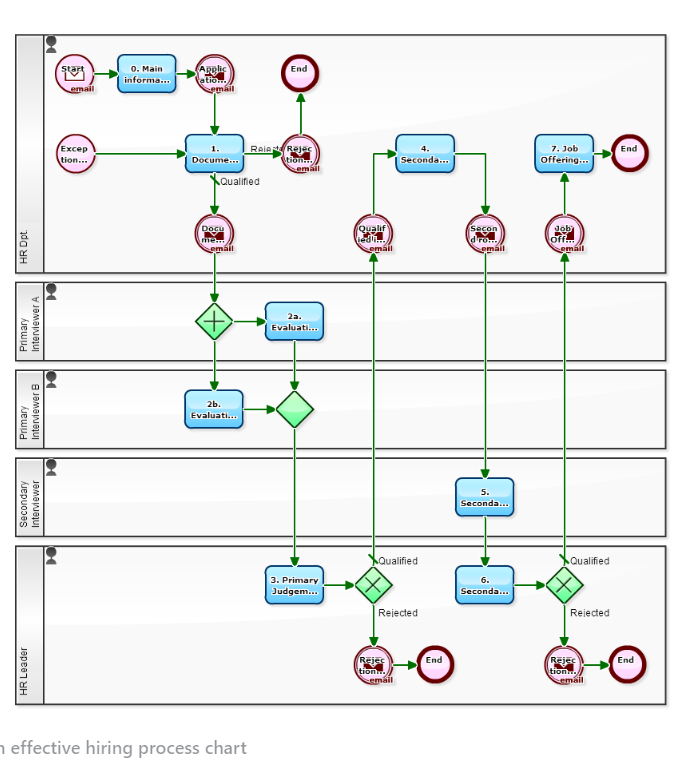 Start
email
0. Main
informa...
Applic
ation...
email
End
Excep
tion...
1.
Docume...
Rejec
tion...
email
4.
Seconda...
7. Job
Offering...
End
Qualified
Docu
me...
email
Qualif
ied i...
email
Secon
d ro...
email
Job
Off...
email
HR Dpt.
2a.
Evaluati...
Primary
Interviewer A
2b.
Evaluati...
Primary
Interviewer B
5.
Seconda...
Secondary
Interviewer
3. Primary
Judgem...
Qualified
Rejected
6.
Seconda...
Qualified
Rejected
Rejec
tion...
email
End
Rejec
tion...
email
End
HR Leader
effective hiring process chart